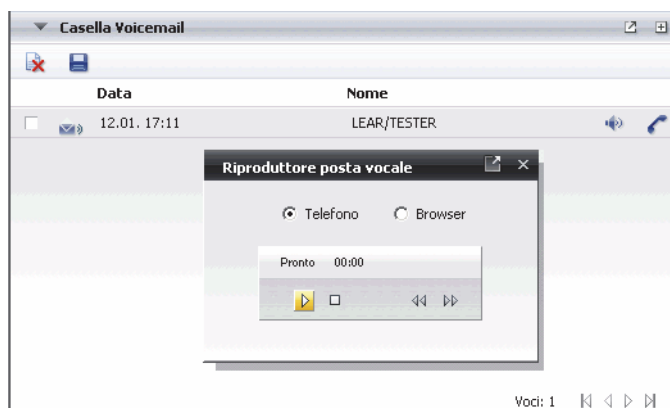 Casella Voicemail
Data Nome
12.01. 17:11 LEAR/TESTER
Riproduttore posta vocale
Telefono Browser
Pronto 00:00
Voci: 1